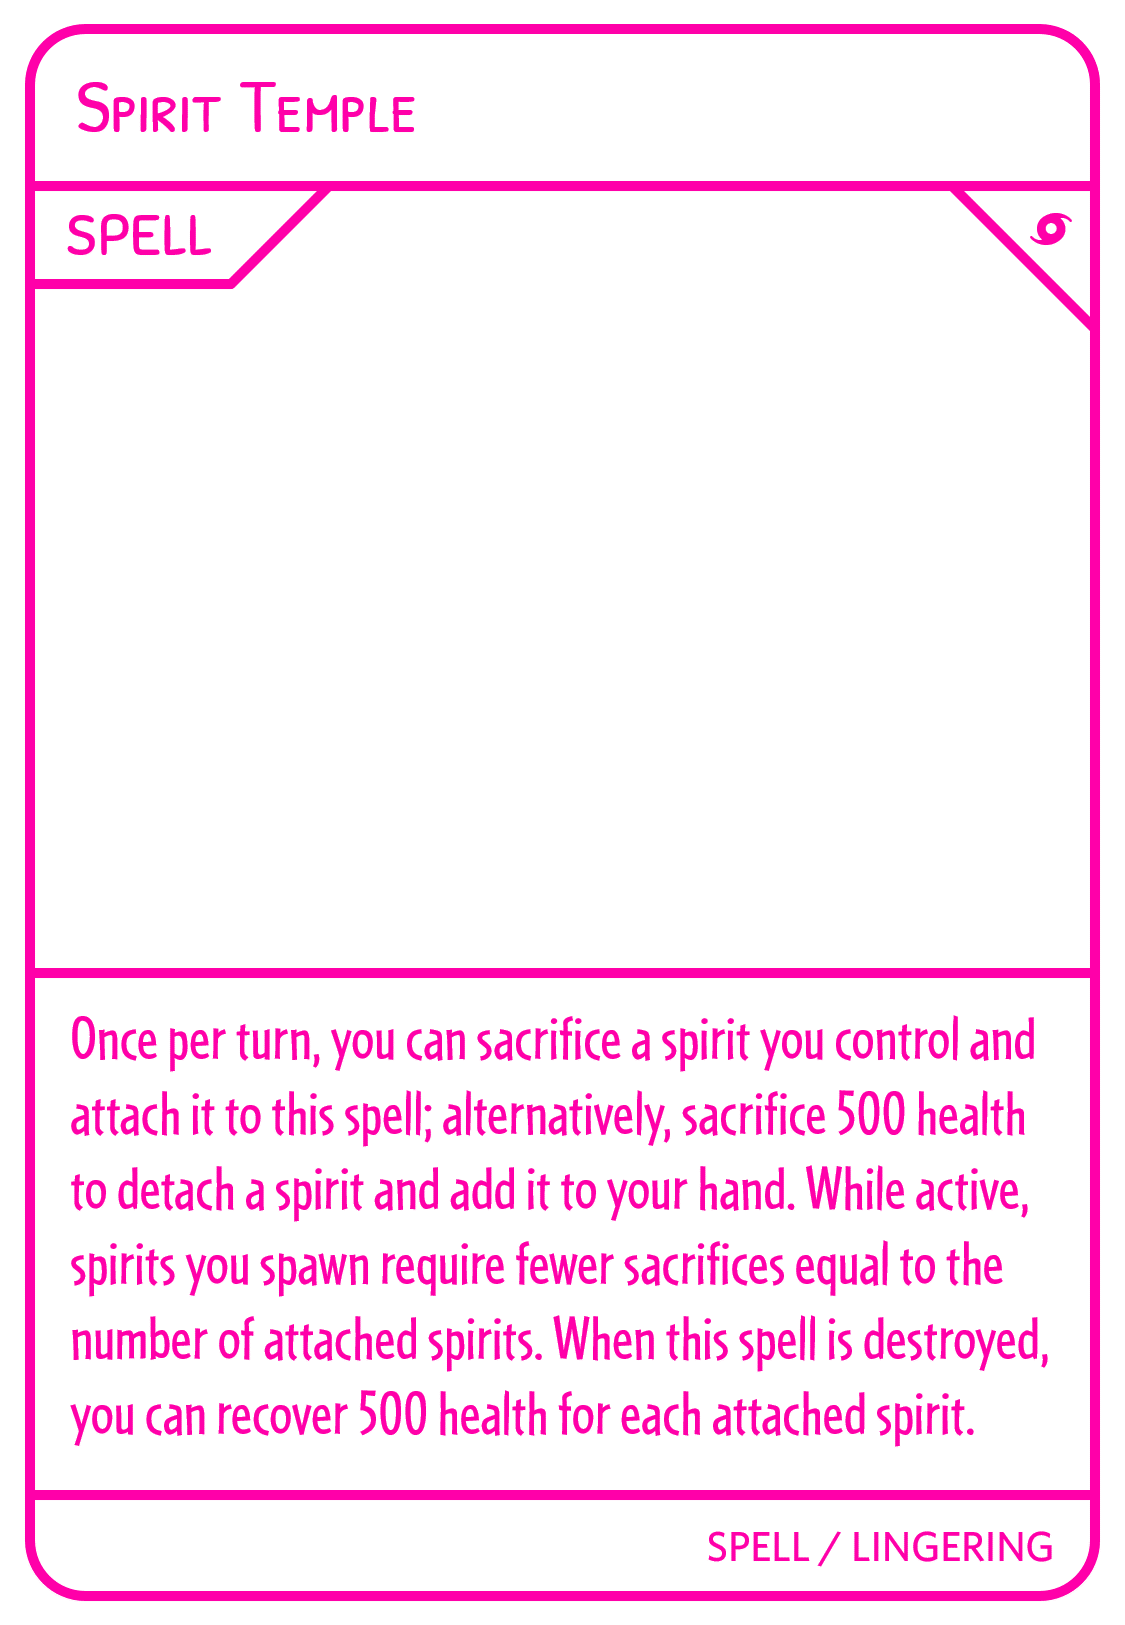 Spirit Temple
SPELL
Once per turn, you can sacrifice a spirit you control and
attach it to this spell; alternatively, sacrifice 500 health
to detach a spirit and add it to your hand. While active,
spirits you spawn require fewer sacrifices equal to the
number of attached spirits. When this spell is destroyed,
you can recover 500 health for each attached spirit.
SPELL / LINGERING